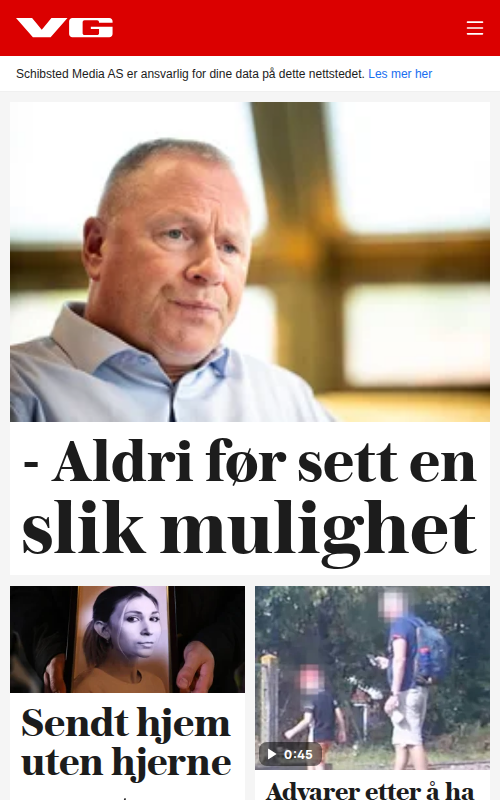 VG
Schibsted Media AS er ansvarlig for dine data på dette nettstedet. Les mer her
- Aldri før sett en
slik mulighet
Sendt hjem
uten hjerne
0:45
Advarer etter å ha